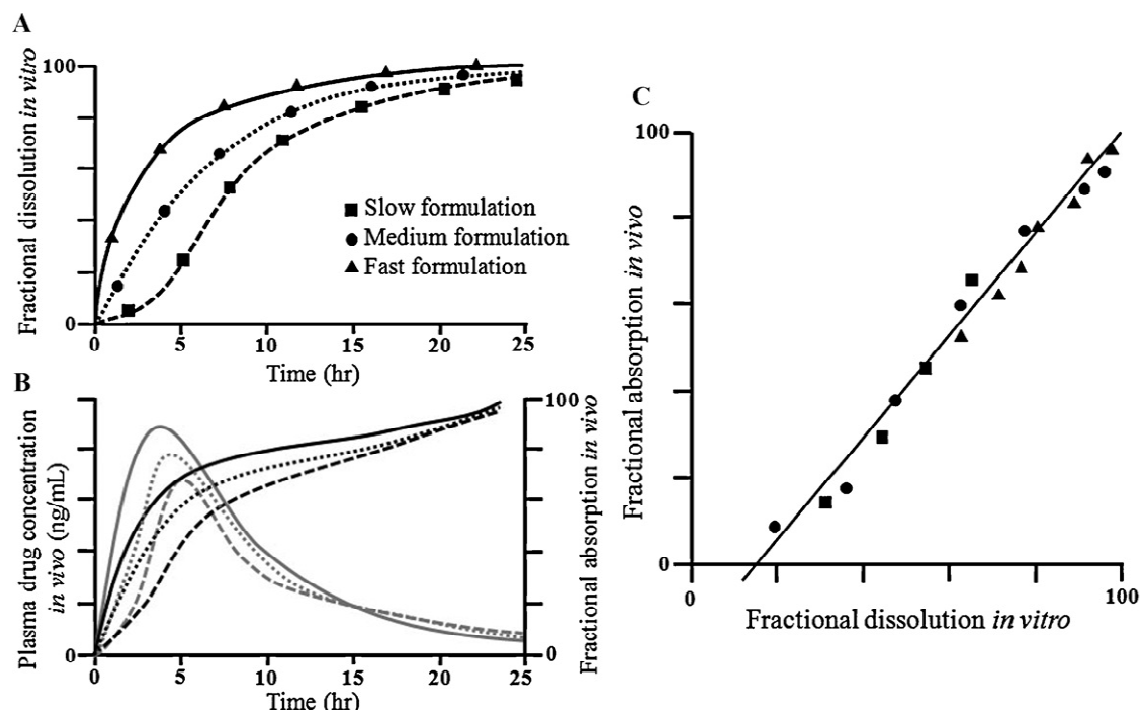 A
100
0
Fractional dissolution in vitro
Slow formulation
Medium formulation
Fast formulation
0 5 10 15 20 25
Time (hr)
B
Plasma drug concentration
in vivo (ng/mL)
0
100
0
Fractional absorption in vivo
0 5 10 15 20 25
Time (hr)
C
100
0
Fractional absorption in vivo
0 100
Fractional dissolution in vitro